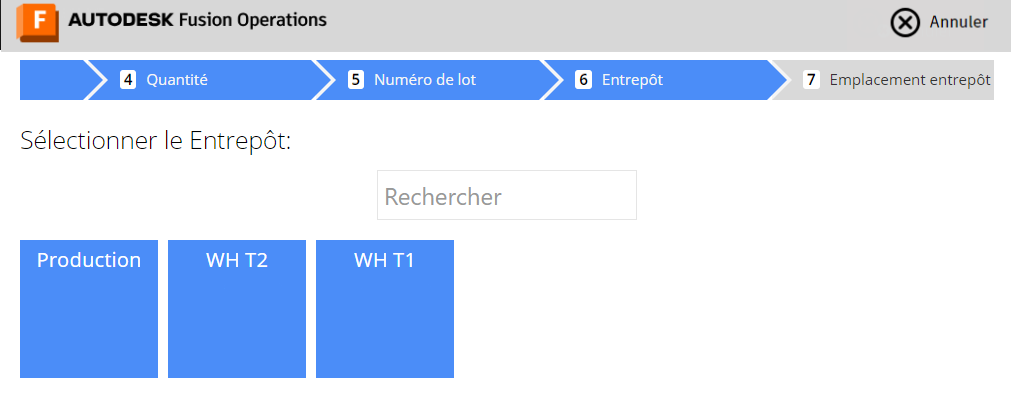 F AUTODESK Fusion Operations
Annuler
4 Quantité
5 Numéro de lot
6 Entrepôt
7 Emplacement entrepôt
Sélectionner le Entrepôt:
Rechercher
Production
WH T2
WH T1